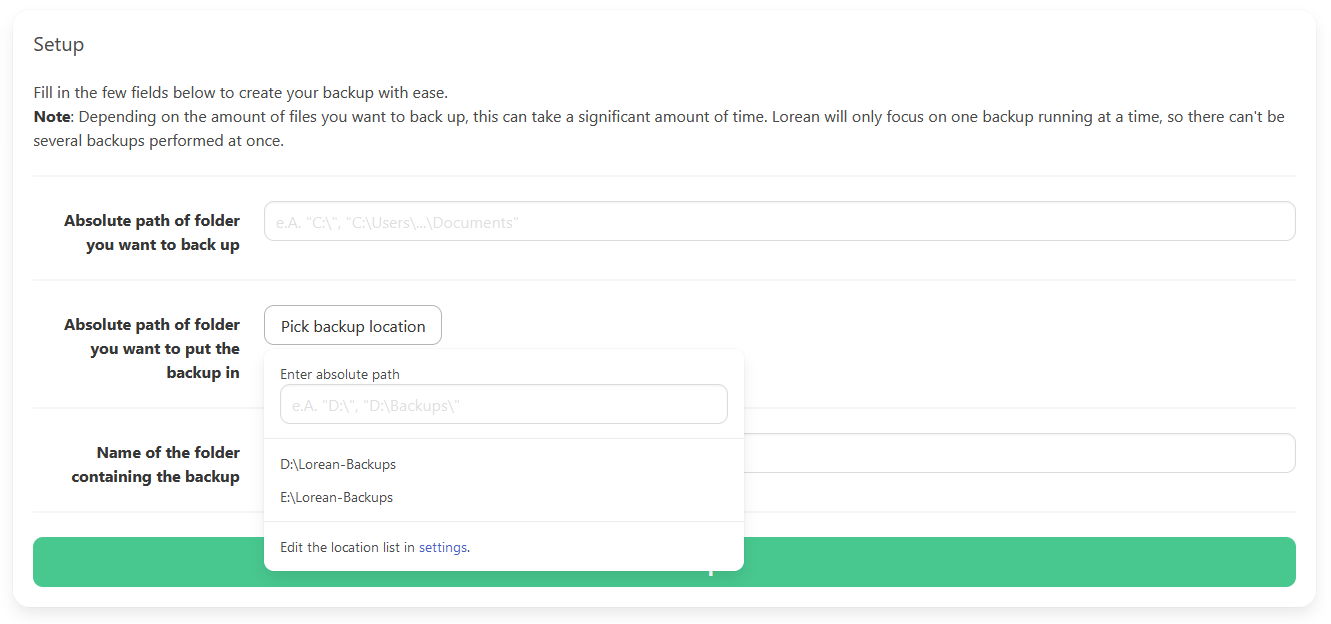 Setup
Fill in the few fields below to create your backup with ease.
Note: Depending on the amount of files you want to back up, this can take a significant amount of time. Lorean will only focus on one backup running at a time, so there can't be
several backups performed at once.
Absolute path of folder
you want to back up
e.A. "C:\", "C:\Users\...\Documents"
Absolute path of folder
you want to put the
backup in
Pick backup location
Enter absolute path
e.A. "D:\", "D:\Backups\"
D:\Lorean-Backups
E:\Lorean-Backups
Edit the location list in settings.
Name of the folder
containing the backup